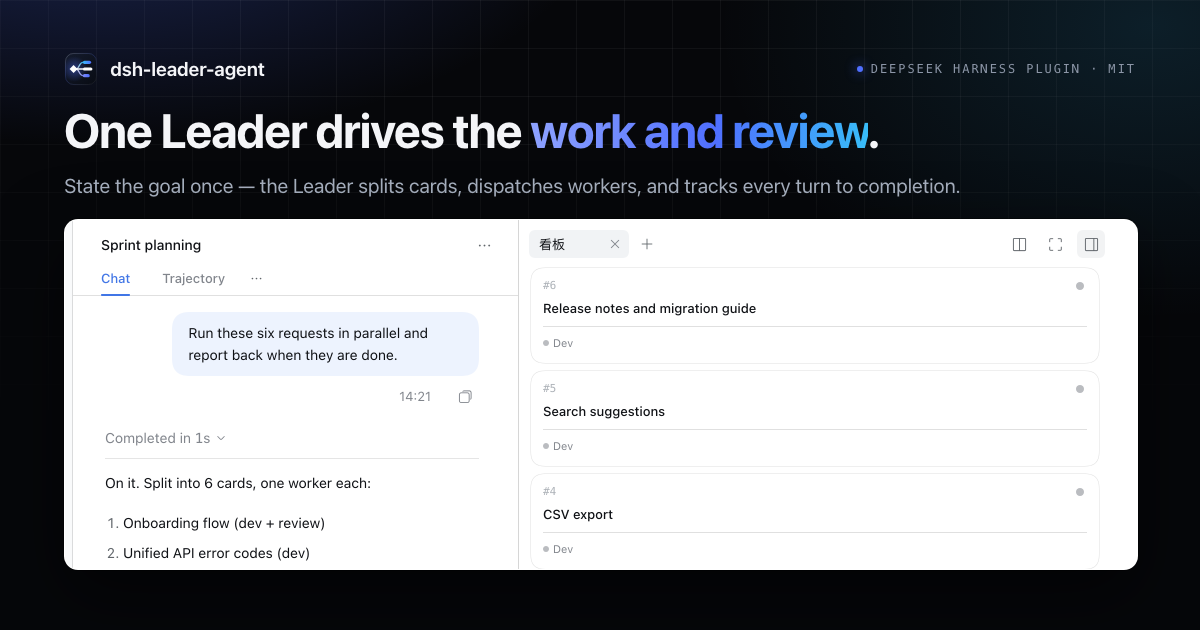 dsh-leader-agent
DEEPSEEK HARNESS PLUGIN · MIT
One Leader drives the work and review.
State the goal once — the Leader splits cards, dispatches workers, and tracks every turn to completion.
Sprint planning
Chat
Trajectory
Run these six requests in parallel and
report back when they are done.
14:21
Completed in 1s
On it. Split into 6 cards, one worker each:
1. Onboarding flow (dev + review)
2. Unified API error codes (dev)
看板
#6
Release notes and migration guide
Dev
#5
Search suggestions
Dev
#4
CSV export
Dev